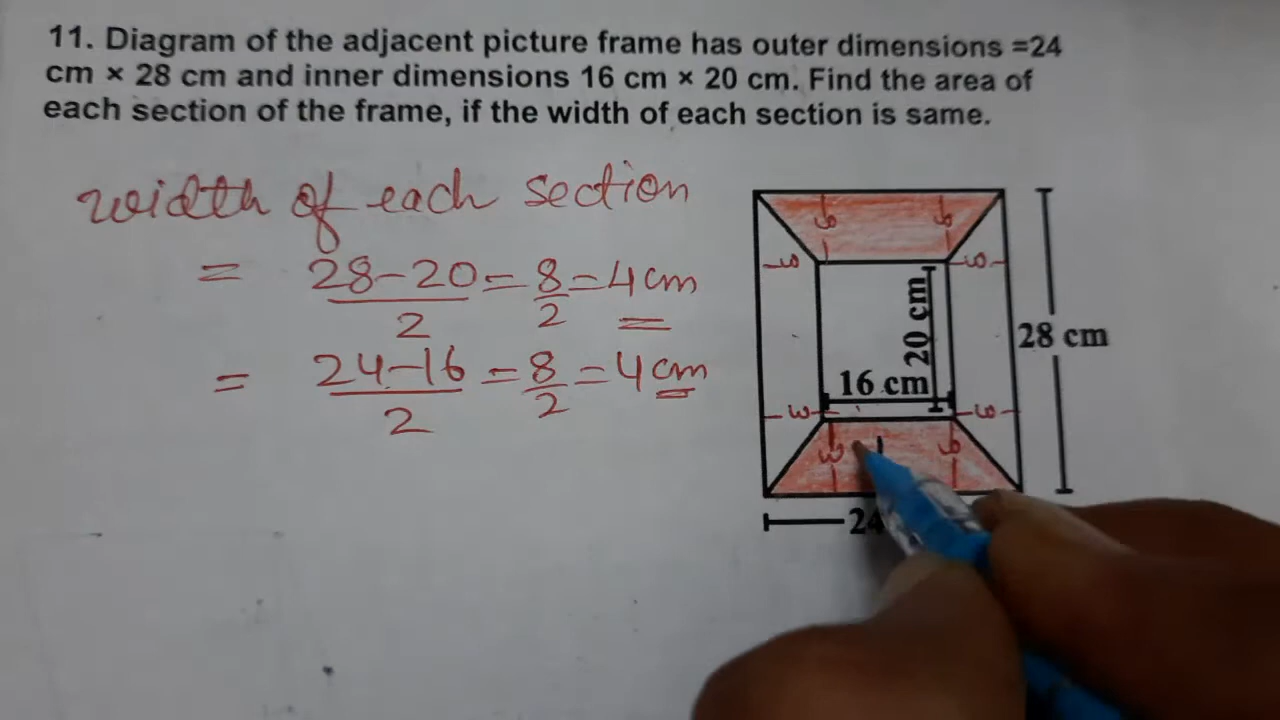 11. Diagram of the adjacent picture frame has outer dimensions =24
cm × 28 cm and inner dimensions 16 cm × 20 cm. Find the area of
each section of the frame, if the width of each section is same.
width of each section
= 28-20/2 = 8/2 = 4cm
= 24-16/2 = 8/2 = 4cm
20 cm
28 cm
16 cm
24